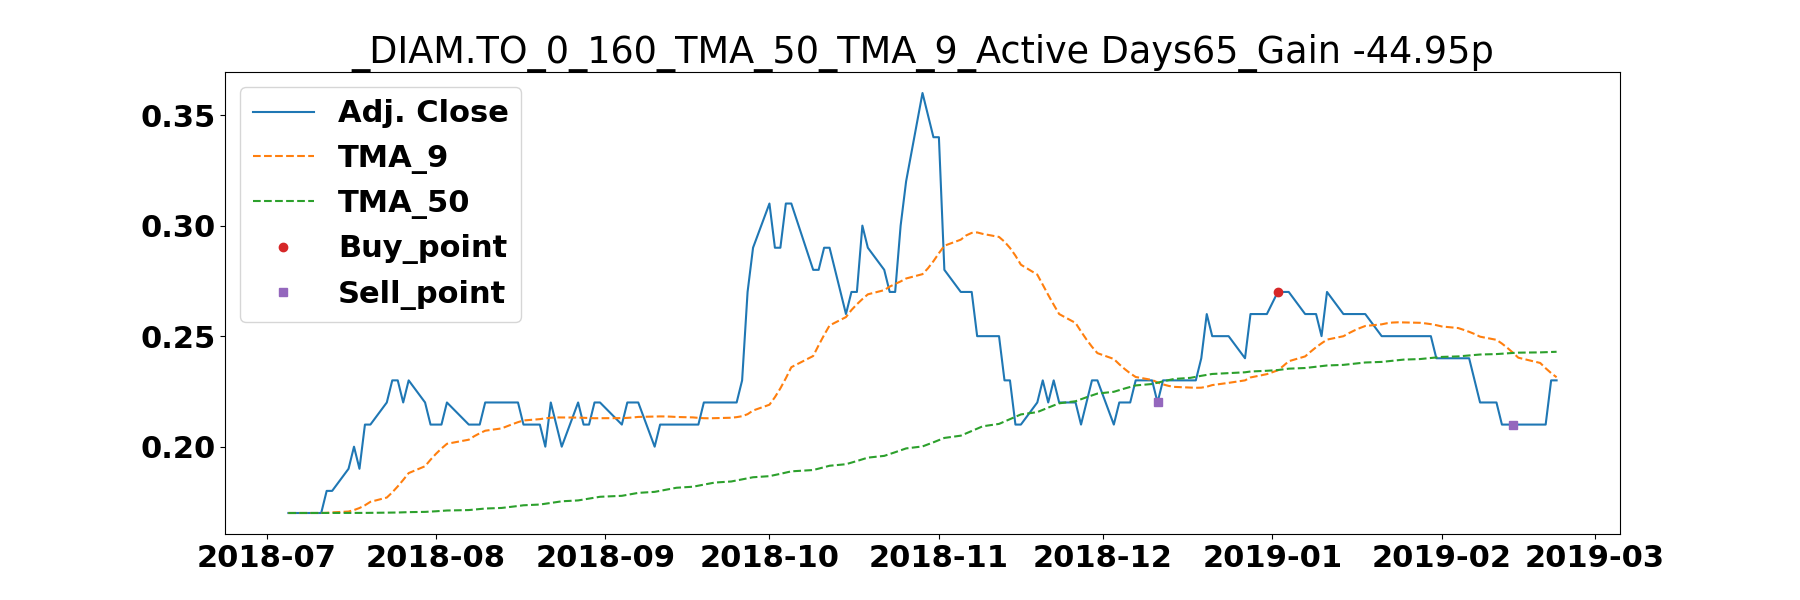 _DIAM.TO_0_160_TMA_50_TMA_9_Active Days65_Gain -44.95p
Adj. Close
TMA_9
TMA_50
Buy_point
Sell_point
0.35
0.30
0.25
0.20
2018-07 2018-08 2018-09 2018-10 2018-11 2018-12 2019-01 2019-02 2019-03